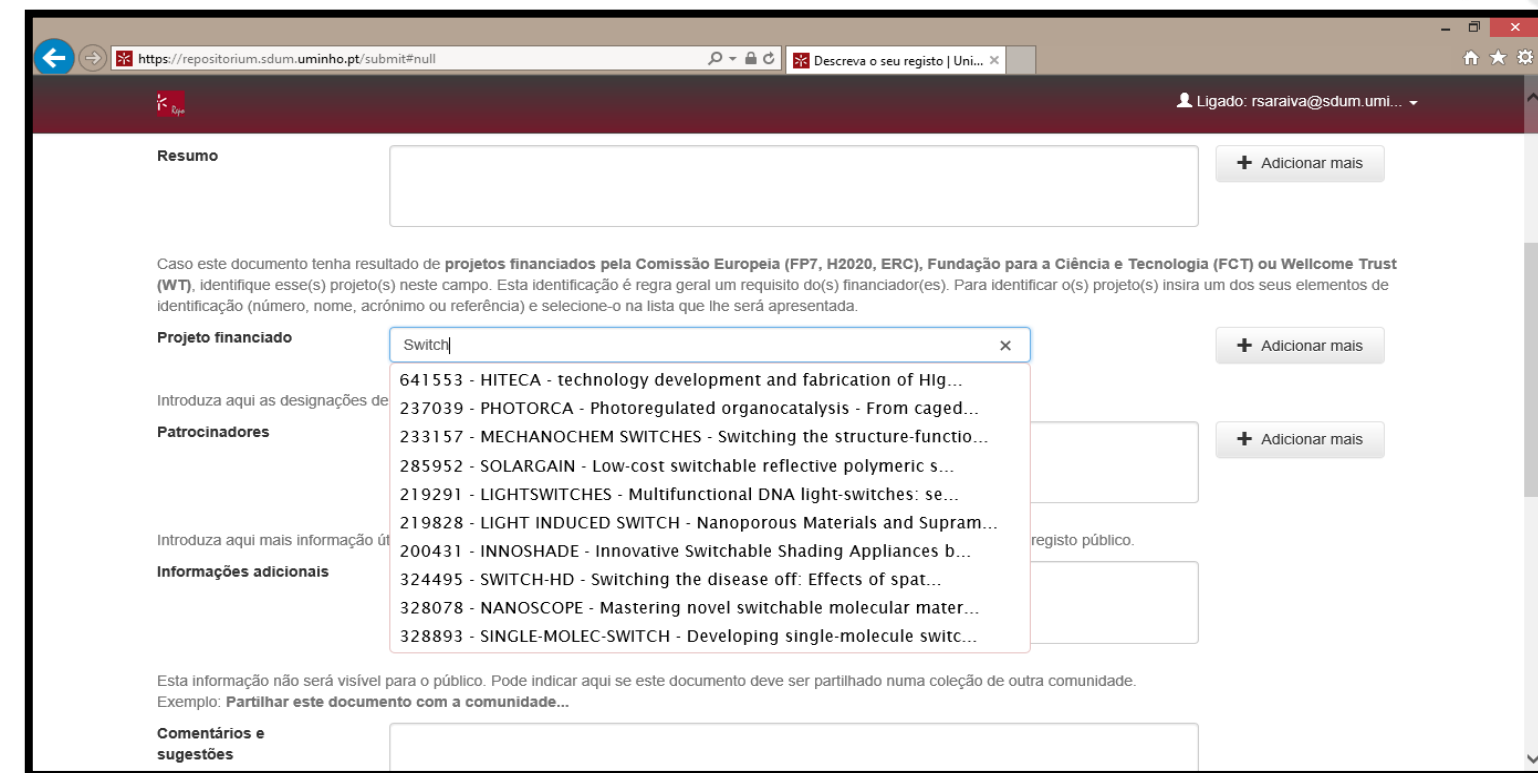 https://repositorium.sdum.uminho.pt/submit#null
Descreva o seu registo | Uni...
Repo
Ligado: rsaraiva@sdum.umi...
Resumo
Adicionar mais
Caso este documento tenha resultado de projetos financiados pela Comissão Europeia (FP7, H2020, ERC), Fundação para a Ciência e Tecnologia (FCT) ou Wellcome Trust
(WT), identifique esse(s) projeto(s) neste campo. Esta identificação é regra geral um requisito do(s) financiador(es). Para identificar o(s) projeto(s) insira um dos seus elementos de
identificação (número, nome, acrónimo ou referência) e selecione-o na lista que lhe será apresentada.
Projeto financiado
Switch
Adicionar mais
641553 - HITECA - technology development and fabrication of HIg...
237039 - PHOTORCA - Photoregulated organocatalysis - From caged...
233157 - MECHANOCHEM SWITCHES - Switching the structure-functio...
285952 - SOLARGAIN - Low-cost switchable reflective polymeric s...
219291 - LIGHTSWITCHES - Multifunctional DNA light-switches: se...
219828 - LIGHT INDUCED SWITCH - Nanoporous Materials and Supram...
200431 - INNOSHADE - Innovative Switchable Shading Appliances b...
324495 - SWITCH-HD - Switching the disease off: Effects of spat...
328078 - NANOSCOPE - Mastering novel switchable molecular mater...
328893 - SINGLE-MOLEC-SWITCH - Developing single-molecule switc...
Introduza aqui as designações de
Patrocinadores
Adicionar mais
Introduza aqui mais informação út
registo público.
Informações adicionais
Esta informação não será visível para o público. Pode indicar aqui se este documento deve ser partilhado numa coleção de outra comunidade.
Exemplo: Partilhar este documento com a comunidade...
Comentários e
sugestões